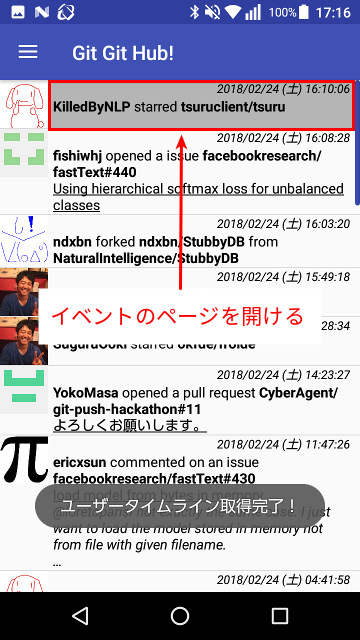 100% 17:16
Git Git Hub!
2018/02/24 (土) 16:10:06
KilledByNLP starred tsuruclient/tsuru
2018/02/24 (土) 16:08:28
fishiwhj opened a issue facebookresearch/
fastText#440
Using hierarchical softmax loss for unbalanced
classes
2018/02/24 (土) 16:03:20
ndxbn forked ndxbn/StubbyDB from
NaturalIntelligence/StubbyDB
2018/02/24 (土) 15:49:18
イベントのページを開ける
28:34
SuguruOoki starred
2018/02/24 (土) 14:23:27
YokoMasa opened a pull request CyberAgent/
git-push-hackathon#11
よろしくお願いします。
2018/02/24 (土) 11:47:26
ericxsun commented on an issue
facebookresearch/fastText#430
load model from bytes in memory
ユーザータイムライン取得完了！
want to load the model stored in memory not
from file with given filename.
...
2018/02/24 (土) 04:41:58